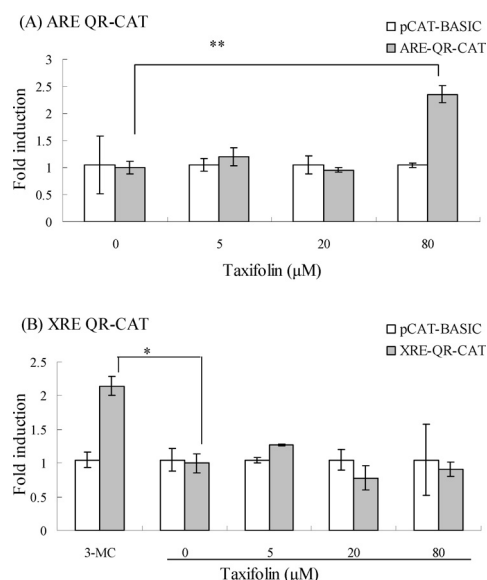 (A) ARE QR-CAT
pCAT-BASIC
ARE-QR-CAT
**
Fold induction
3
2.5
2
1.5
1
0.5
0
0 5 20 80
Taxifolin (μM)
(B) XRE QR-CAT
pCAT-BASIC
XRE-QR-CAT
*
Fold induction
2.5
2
1.5
1
0.5
0
3-MC 0 5 20 80
Taxifolin (μM)